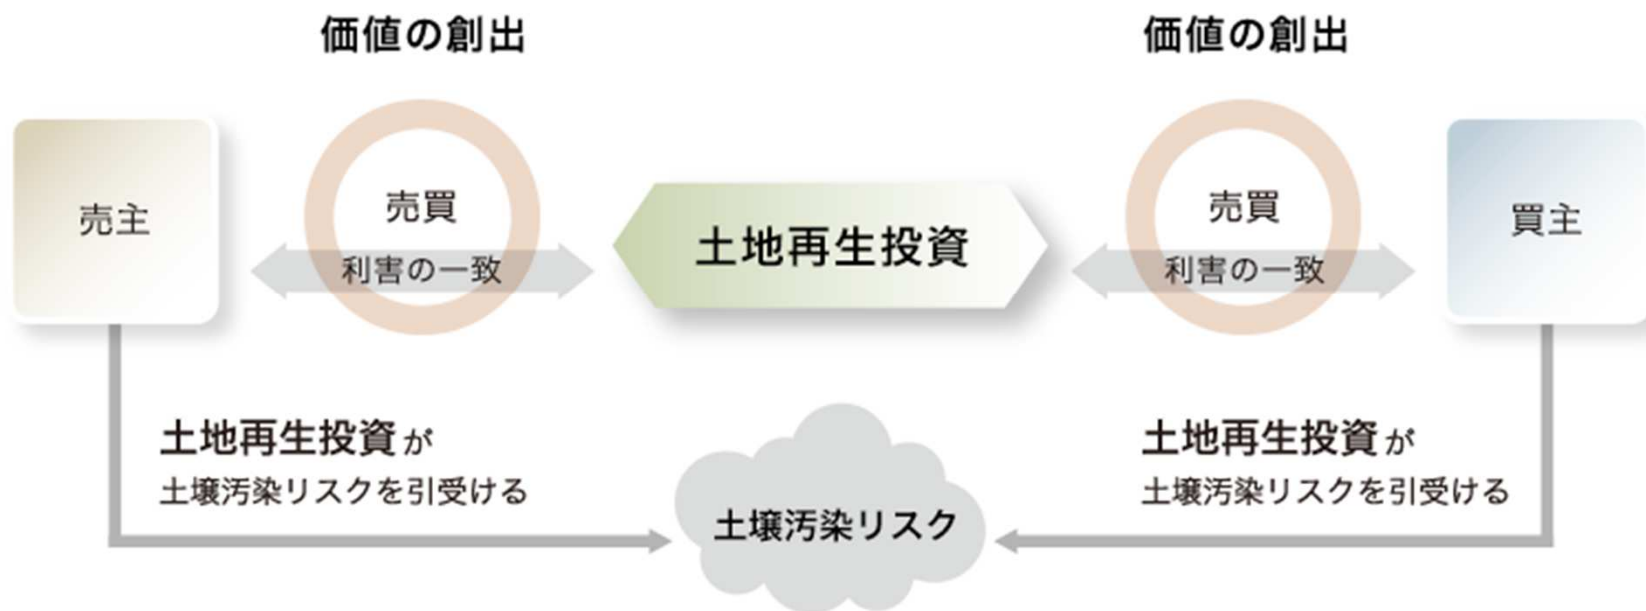 価値の創出
価値の創出
売主
売買
利害の一致
土地再生投資
売買
利害の一致
買主
土地再生投資が
土壌汚染リスクを引受ける
土壌汚染リスク
土地再生投資が
土壌汚染リスクを引受ける